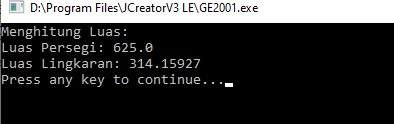 D:\Program Files\JCreatorV3 LE\GE2001.exe
Menghitung Luas:
Luas Persegi: 625.0
Luas Lingkaran: 314.15927
Press any key to continue...